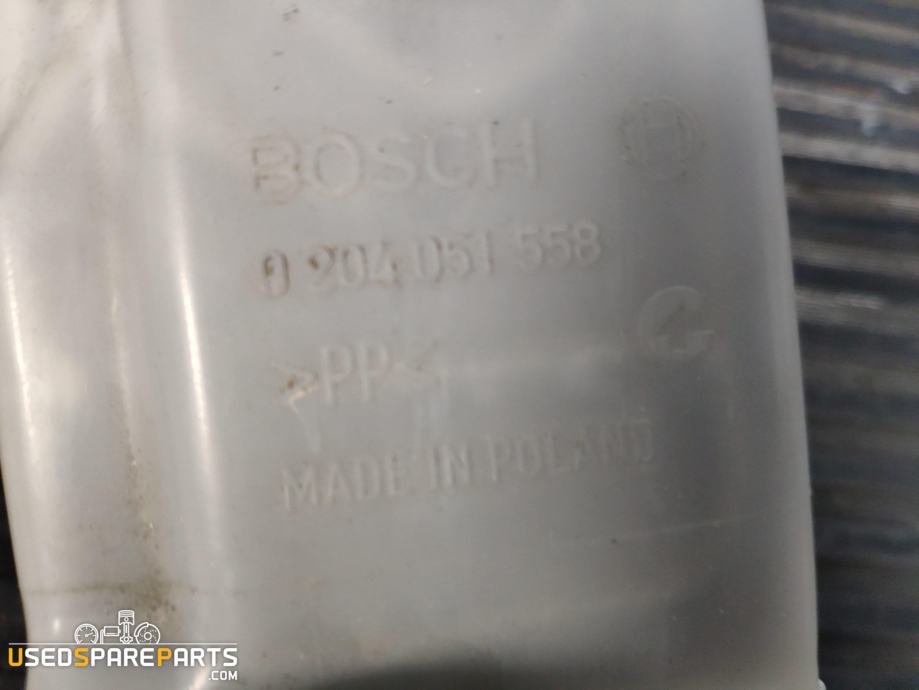 BOSCH
0 204 051 558
G
>PP<
MADE IN POLAND
USEDSPAREPARTS
.COM